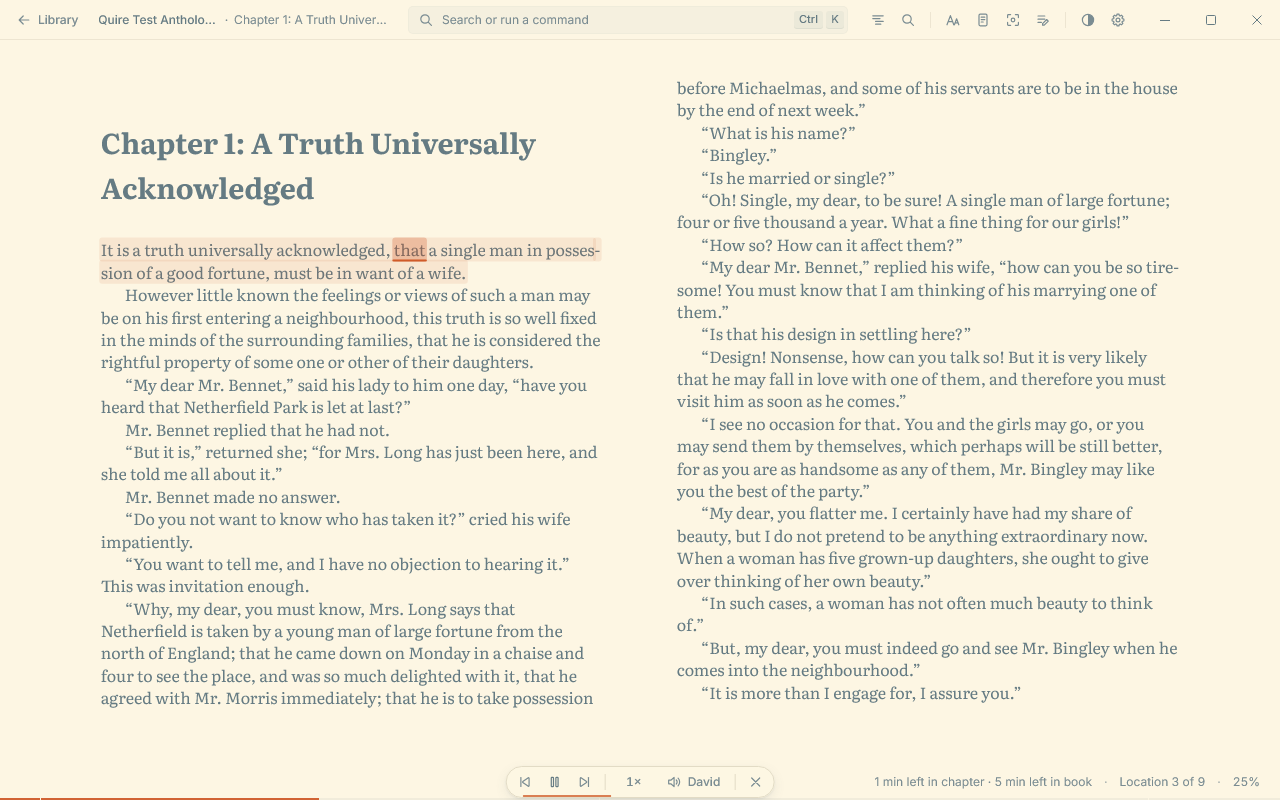 Library
Quire Test Antholo... · Chapter 1: A Truth Univer...
Search or run a command
Ctrl K
Chapter 1: A Truth Universally
Acknowledged
It is a truth universally acknowledged, that a single man in posses-
sion of a good fortune, must be in want of a wife.
However little known the feelings or views of such a man may
be on his first entering a neighbourhood, this truth is so well fixed
in the minds of the surrounding families, that he is considered the
rightful property of some one or other of their daughters.
“My dear Mr. Bennet,” said his lady to him one day, “have you
heard that Netherfield Park is let at last?”
Mr. Bennet replied that he had not.
“But it is,” returned she; “for Mrs. Long has just been here, and
she told me all about it.”
Mr. Bennet made no answer.
“Do you not want to know who has taken it?” cried his wife
impatiently.
“You want to tell me, and I have no objection to hearing it.”
This was invitation enough.
“Why, my dear, you must know, Mrs. Long says that
Netherfield is taken by a young man of large fortune from the
north of England; that he came down on Monday in a chaise and
four to see the place, and was so much delighted with it, that he
agreed with Mr. Morris immediately; that he is to take possession
before Michaelmas, and some of his servants are to be in the house
by the end of next week.”
“What is his name?”
“Bingley.”
“Is he married or single?”
“Oh! Single, my dear, to be sure! A single man of large fortune;
four or five thousand a year. What a fine thing for our girls!”
“How so? How can it affect them?”
“My dear Mr. Bennet,” replied his wife, “how can you be so tire-
some! You must know that I am thinking of his marrying one of
them.”
“Is that his design in settling here?”
“Design! Nonsense, how can you talk so! But it is very likely
that he may fall in love with one of them, and therefore you must
visit him as soon as he comes.”
“I see no occasion for that. You and the girls may go, or you
may send them by themselves, which perhaps will be still better,
for as you are as handsome as any of them, Mr. Bingley may like
you the best of the party.”
“My dear, you flatter me. I certainly have had my share of
beauty, but I do not pretend to be anything extraordinary now.
When a woman has five grown-up daughters, she ought to give
over thinking of her own beauty.”
“In such cases, a woman has not often much beauty to think
of.”
“But, my dear, you must indeed go and see Mr. Bingley when he
comes into the neighbourhood.”
“It is more than I engage for, I assure you.”
1× David
1 min left in chapter · 5 min left in book · Location 3 of 9 · 25%